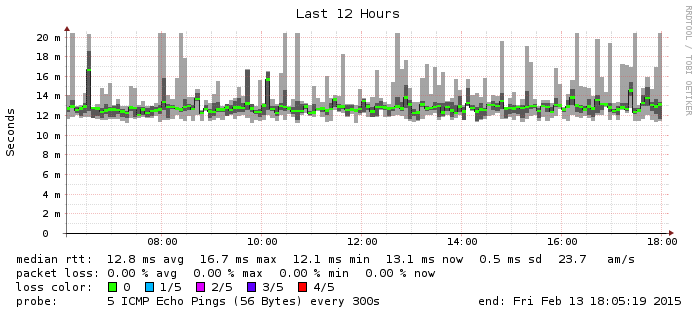 Last 12 Hours
RRDTOOL / TOBI OETIKER
Seconds
20 m
18 m
16 m
14 m
12 m
10 m
8 m
6 m
4 m
2 m
0
08:00 10:00 12:00 14:00 16:00 18:00
median rtt: 12.8 ms avg 16.7 ms max 12.1 ms min 13.1 ms now 0.5 ms sd 23.7 am/s
packet loss: 0.00 % avg 0.00 % max 0.00 % min 0.00 % now
loss color: 0 1/5 2/5 3/5 4/5
probe: 5 ICMP Echo Pings (56 Bytes) every 300s end: Fri Feb 13 18:05:19 2015